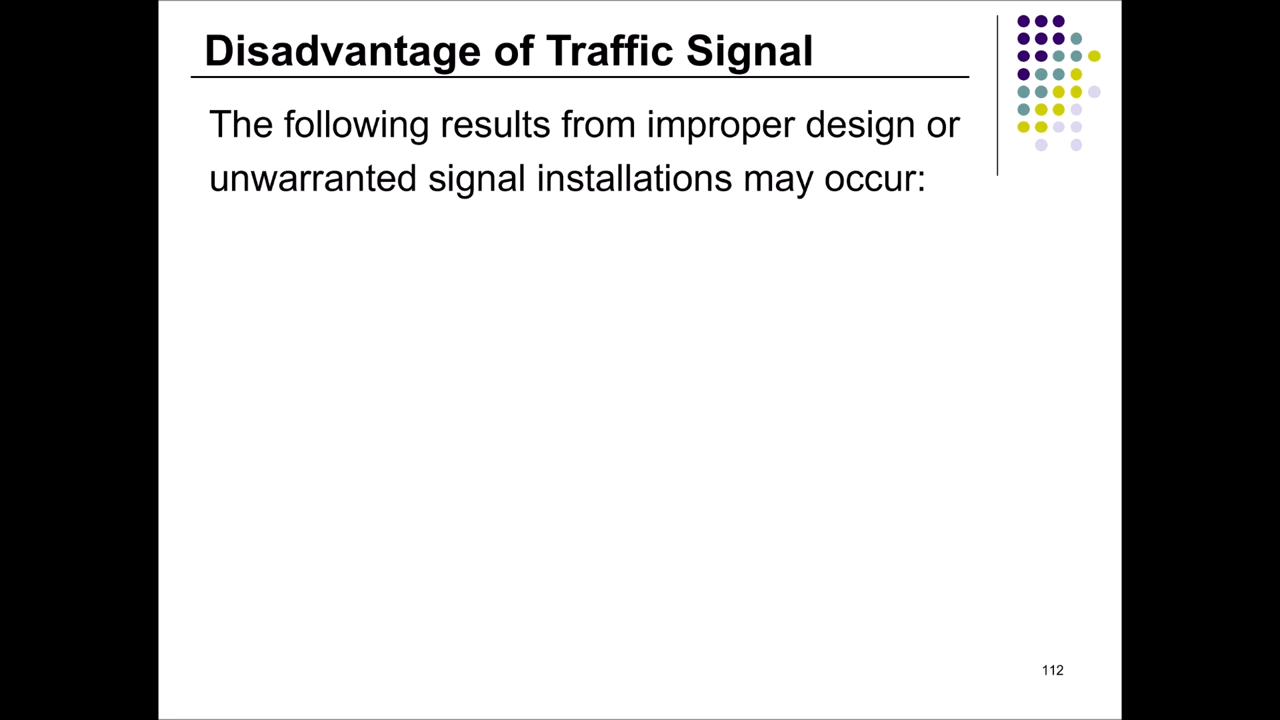 Disadvantage of Traffic Signal
The following results from improper design or
unwarranted signal installations may occur:
112